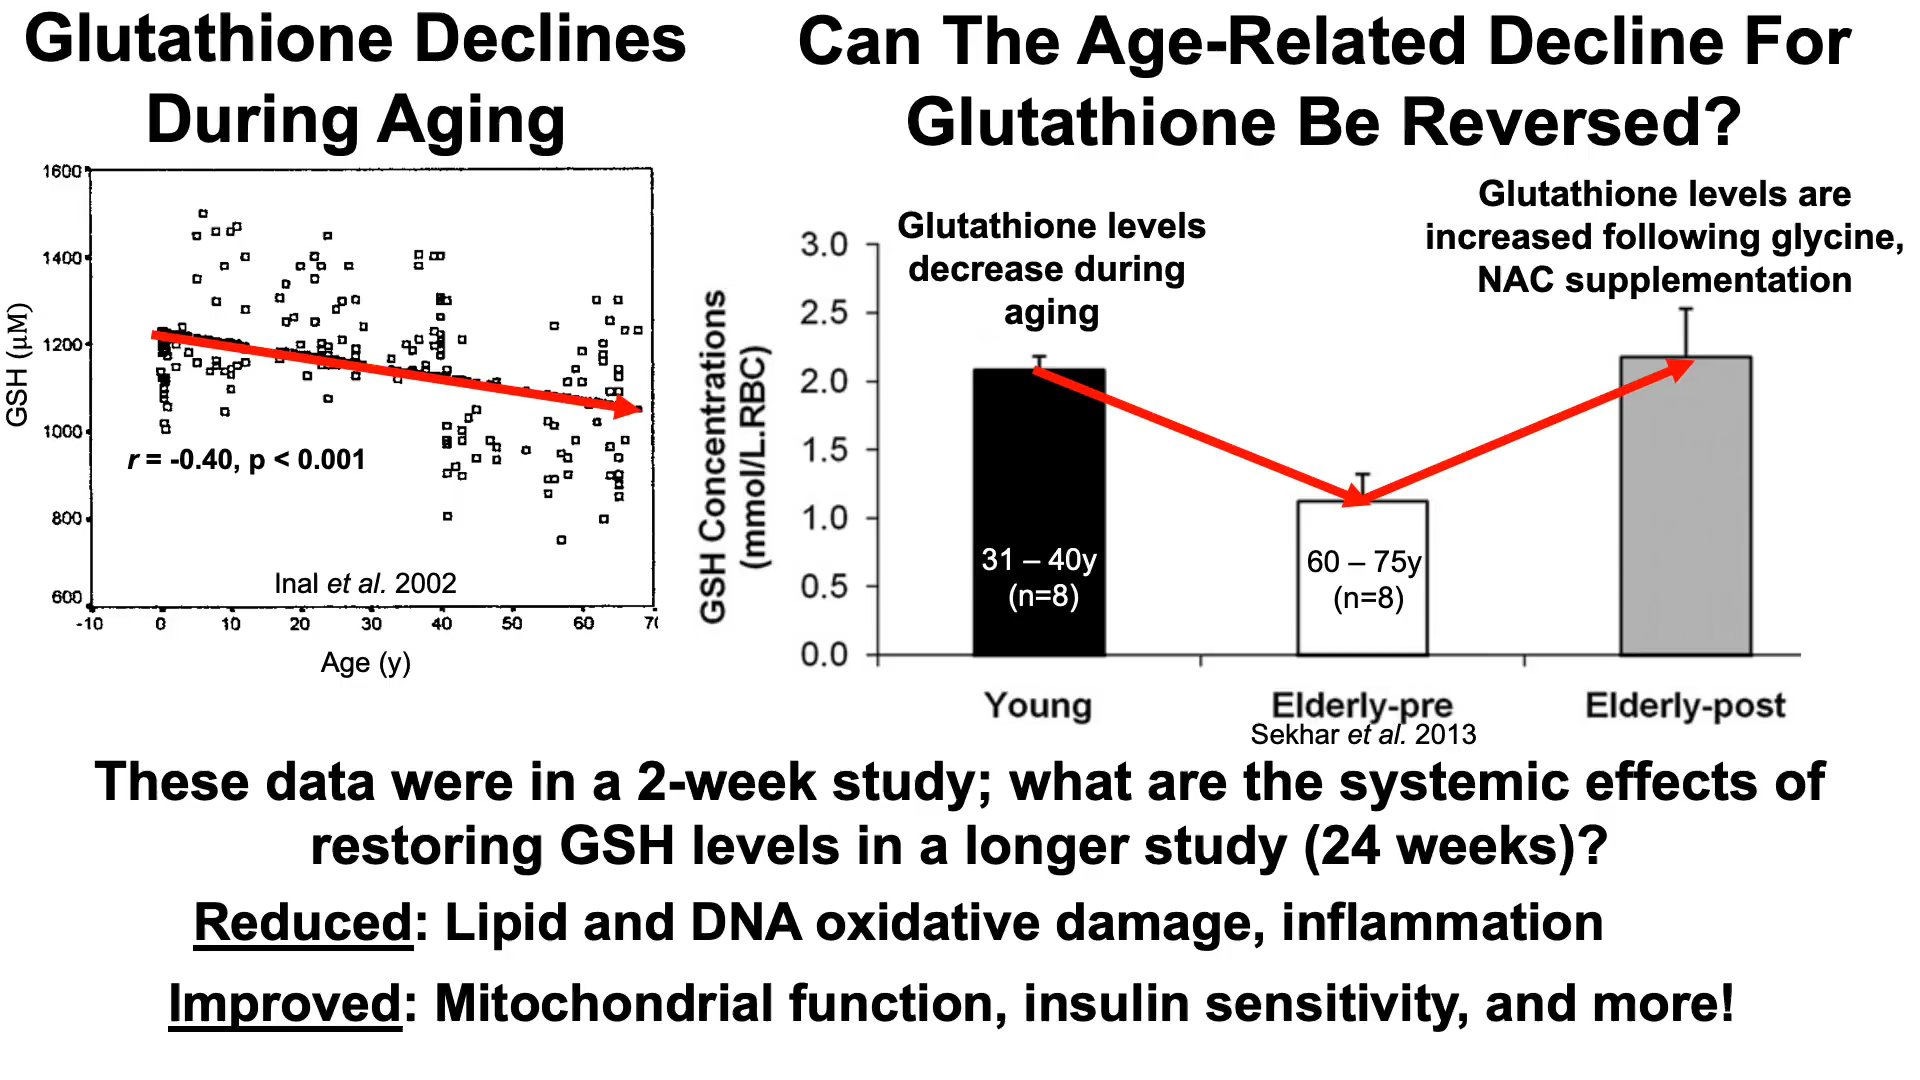 Glutathione Declines
During Aging
1600
1400
1200
1000
800
600
GSH (µM)
r = -0.40, p < 0.001
Inal et al. 2002
-10 0 10 20 30 40 50 60 70
Age (y)
Can The Age-Related Decline For
Glutathione Be Reversed?
Glutathione levels
decrease during
aging
Glutathione levels are
increased following glycine,
NAC supplementation
3.0
2.5
2.0
1.5
1.0
0.5
0.0
GSH Concentrations
(mmol/L.RBC)
31 – 40y
(n=8)
60 – 75y
(n=8)
Young Elderly-pre Elderly-post
Sekhar et al. 2013
These data were in a 2-week study; what are the systemic effects of
restoring GSH levels in a longer study (24 weeks)?
Reduced: Lipid and DNA oxidative damage, inflammation
Improved: Mitochondrial function, insulin sensitivity, and more!